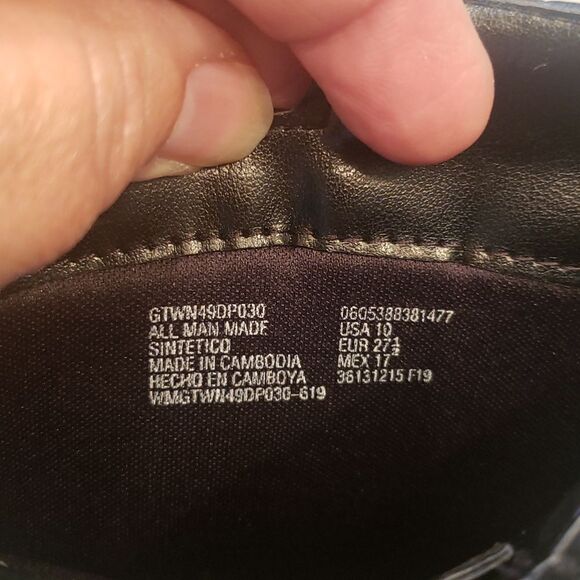 GTWN49DP030
ALL MAN MADE
SINTETICO
MADE IN CAMBODIA
HECHO EN CAMBOYA
WMGTWN49DP030-619
0605388381477
USA 10
EUR 27½
MEX 17
36131215 F19